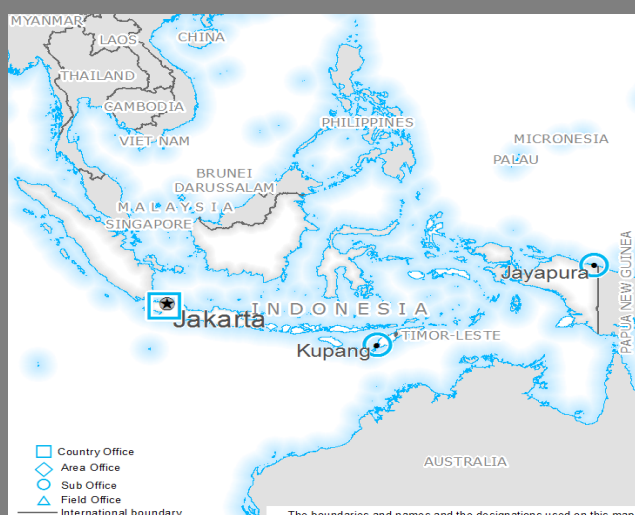 MYANMAR
LAOS
CHINA
THAILAND
CAMBODIA
PHILIPPINES
VIET NAM
MICRONESIA
PALAU
BRUNEI
DARUSSALAM
MALAYSIA
SINGAPORE
PAPUA NEW GUINEA
Jayapura
INDONESIA
Jakarta
TIMOR-LESTE
Kupang
AUSTRALIA
Country Office
Area Office
Sub Office
Field Office
International boundary
The boundaries and names and the designations used on this map